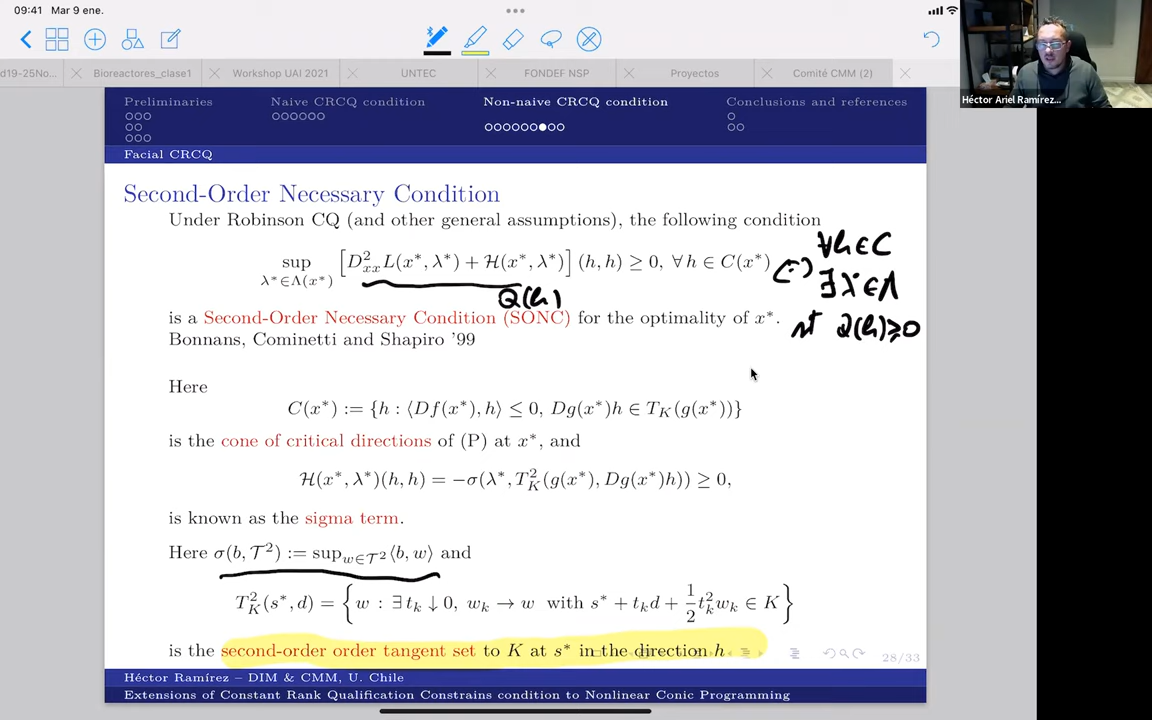 09:41 Mar 9 ene.
d19-25No... Bioreactores_clase1 Workshop UAI 2021 UNTEC FONDEF NSP Proyectos Comité CMM (2)
Héctor Ariel Ramírez...
Preliminaries Naive CRCQ condition Non-naive CRCQ condition Conclusions and references
Facial CRCQ
Second-Order Necessary Condition
Under Robinson CQ (and other general assumptions), the following condition
sup_{λ*∈Λ(x*)} [D²_{xx}L(x*, λ*) + ℋ(x*, λ*)] (h, h) ≥ 0, ∀ h ∈ C(x*)
∀h∈C
∃λ∈Λ
Q(h)
st Q(h)≥0
is a Second-Order Necessary Condition (SONC) for the optimality of x*.
Bonnans, Cominetti and Shapiro '99
Here
C(x*) := {h : ⟨Df(x*), h⟩ ≤ 0, Dg(x*)h ∈ T_K(g(x*))}
is the cone of critical directions of (P) at x*, and
ℋ(x*, λ*)(h, h) = −σ(λ*, T²_K(g(x*), Dg(x*)h)) ≥ 0,
is known as the sigma term.
Here σ(b, 𝒯²) := sup_{w∈𝒯²}⟨b, w⟩ and
T²_K(s*, d) = {w : ∃ t_k ↓ 0, w_k → w with s* + t_k d + 1/2 t²_k w_k ∈ K}
is the second-order order tangent set to K at s* in the direction h
28/33
Héctor Ramírez – DIM & CMM, U. Chile
Extensions of Constant Rank Qualification Constrains condition to Nonlinear Conic Programming